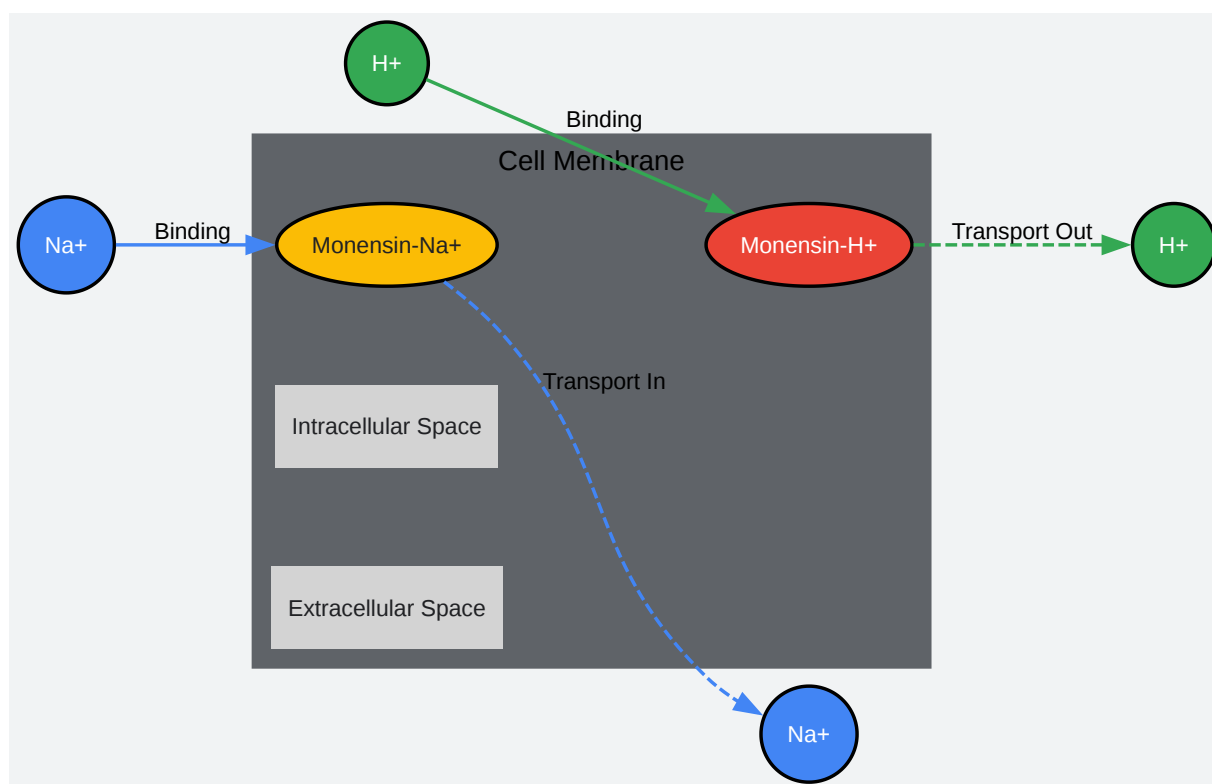 H+
Binding
Cell Membrane
Na+
Binding
Monensin-Na+
Monensin-H+
Transport Out
H+
Transport In
Intracellular Space
Extracellular Space
Na+